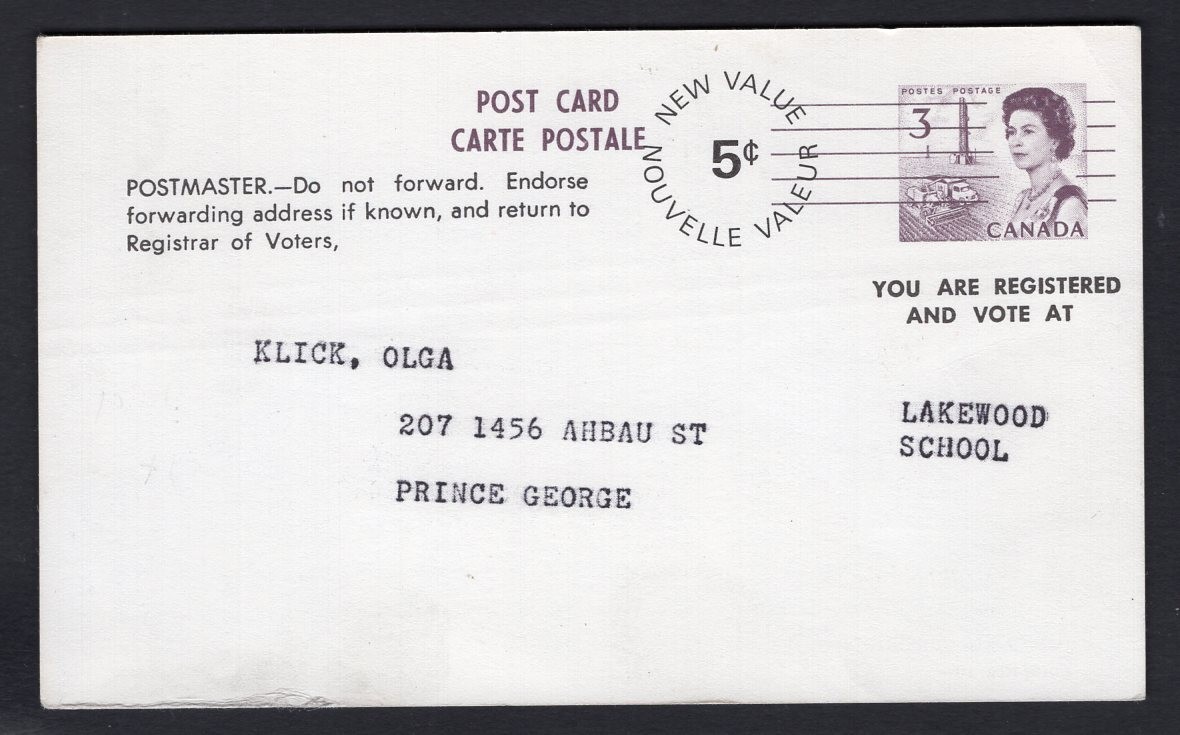 POST CARD
CARTE POSTALE
POSTMASTER.—Do not forward. Endorse
forwarding address if known, and return to
Registrar of Voters,
NEW VALUE
5¢
NOUVELLE VALEUR
POSTES POSTAGE
3
CANADA
YOU ARE REGISTERED
AND VOTE AT
KLICK, OLGA
207 1456 AHBAU ST
PRINCE GEORGE
LAKEWOOD
SCHOOL